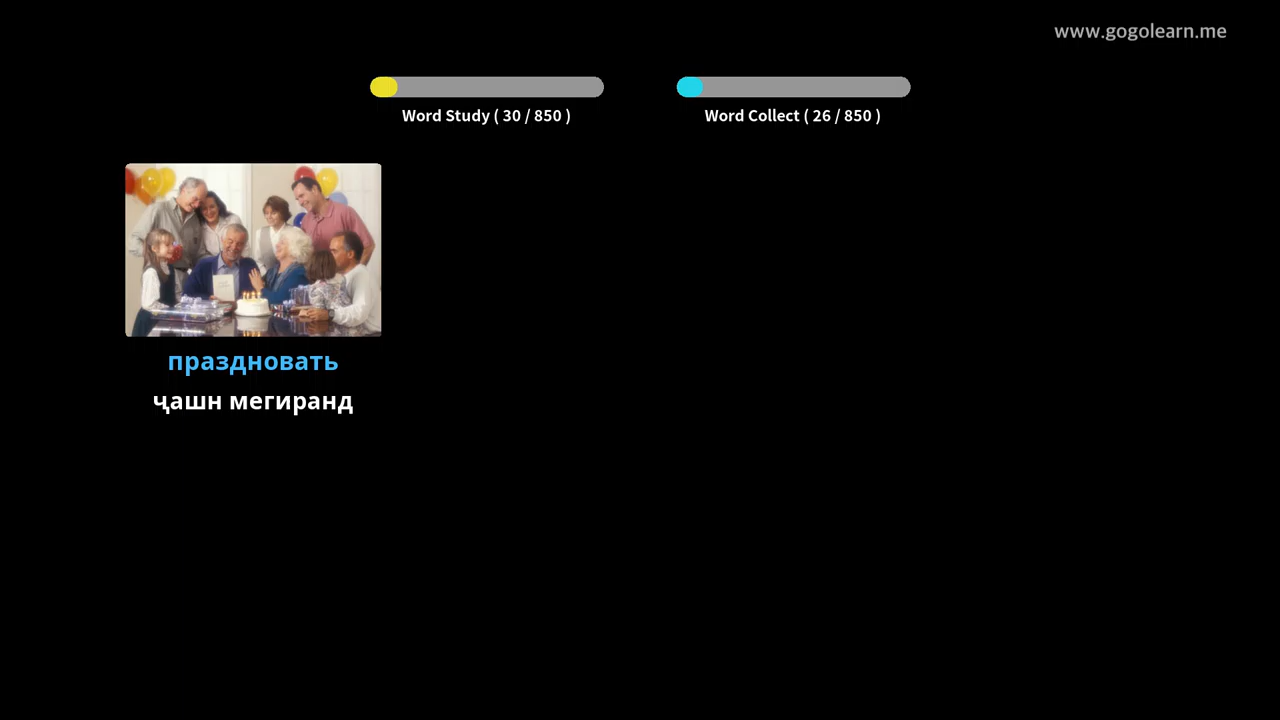 www.gogolearn.me
Word Study ( 30 / 850 )
Word Collect ( 26 / 850 )
праздновать
ҷашн мегиранд